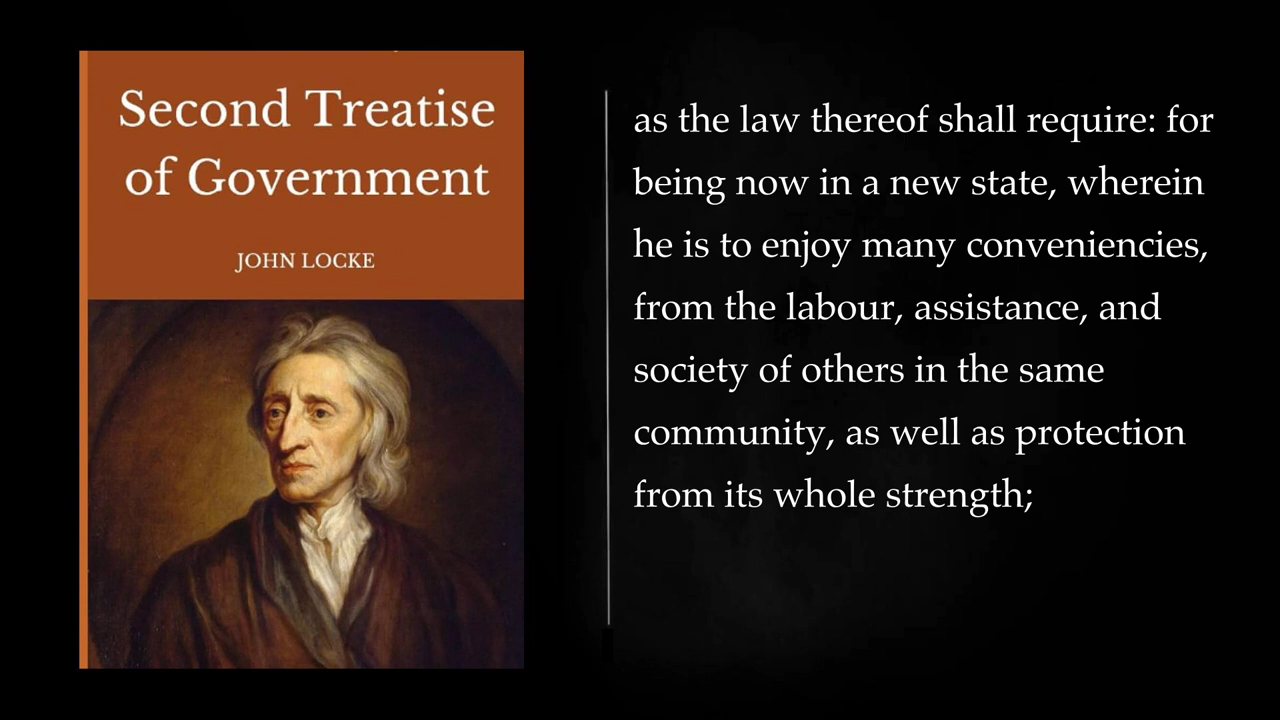 Second Treatise
of Government
JOHN LOCKE
as the law thereof shall require: for
being now in a new state, wherein
he is to enjoy many conveniencies,
from the labour, assistance, and
society of others in the same
community, as well as protection
from its whole strength;